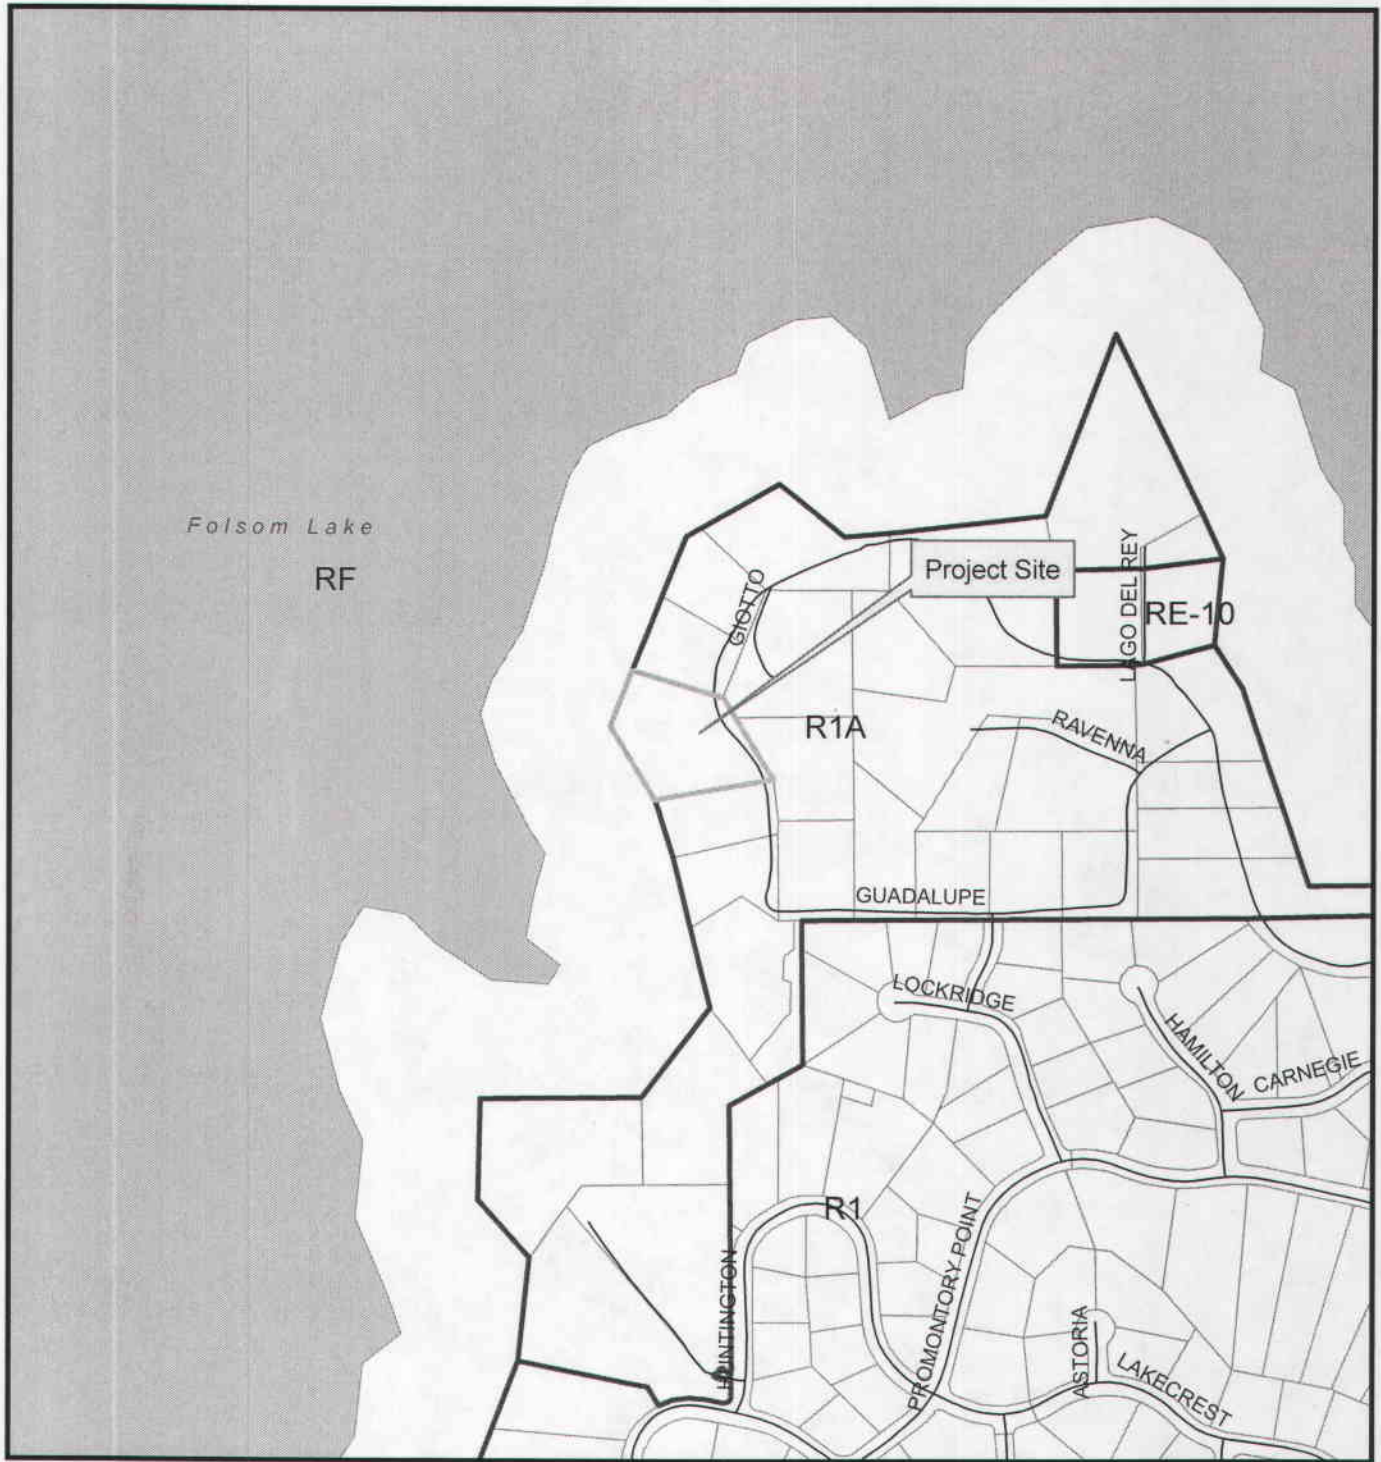 Folsom Lake
RF
Project Site
LAGO DEL REY
RE-10
GIOTTO
R1A
RAVENNA
GUADALUPE
LOCKRIDGE
HAMILTON
CARNEGIE
R1
HUNTINGTON
PROMONTORY POINT
ASTORIA
LAKECREST